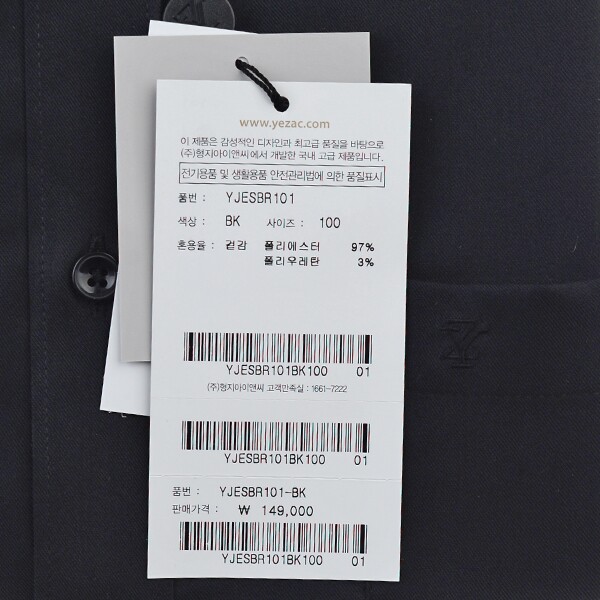 www.yezac.com
이 제품은 감성적인 디자인과 최고급 품질을 바탕으로
(주)형지아이앤씨에서 개발한 국내 고급 제품입니다.
전기용품 및 생활용품 안전관리법에 의한 품질표시
품번 : YJESBR101
색상 : BK 사이즈 : 100
혼용율 : 겉감 폴리에스터 97%
폴리우레탄 3%
YJESBR101BK100 01
(주)형지아이앤씨 고객만족실 : 1661-7222
YJESBR101BK100 01
품번 : YJESBR101-BK
판매가격 : ₩ 149,000
YJESBR101BK100 01